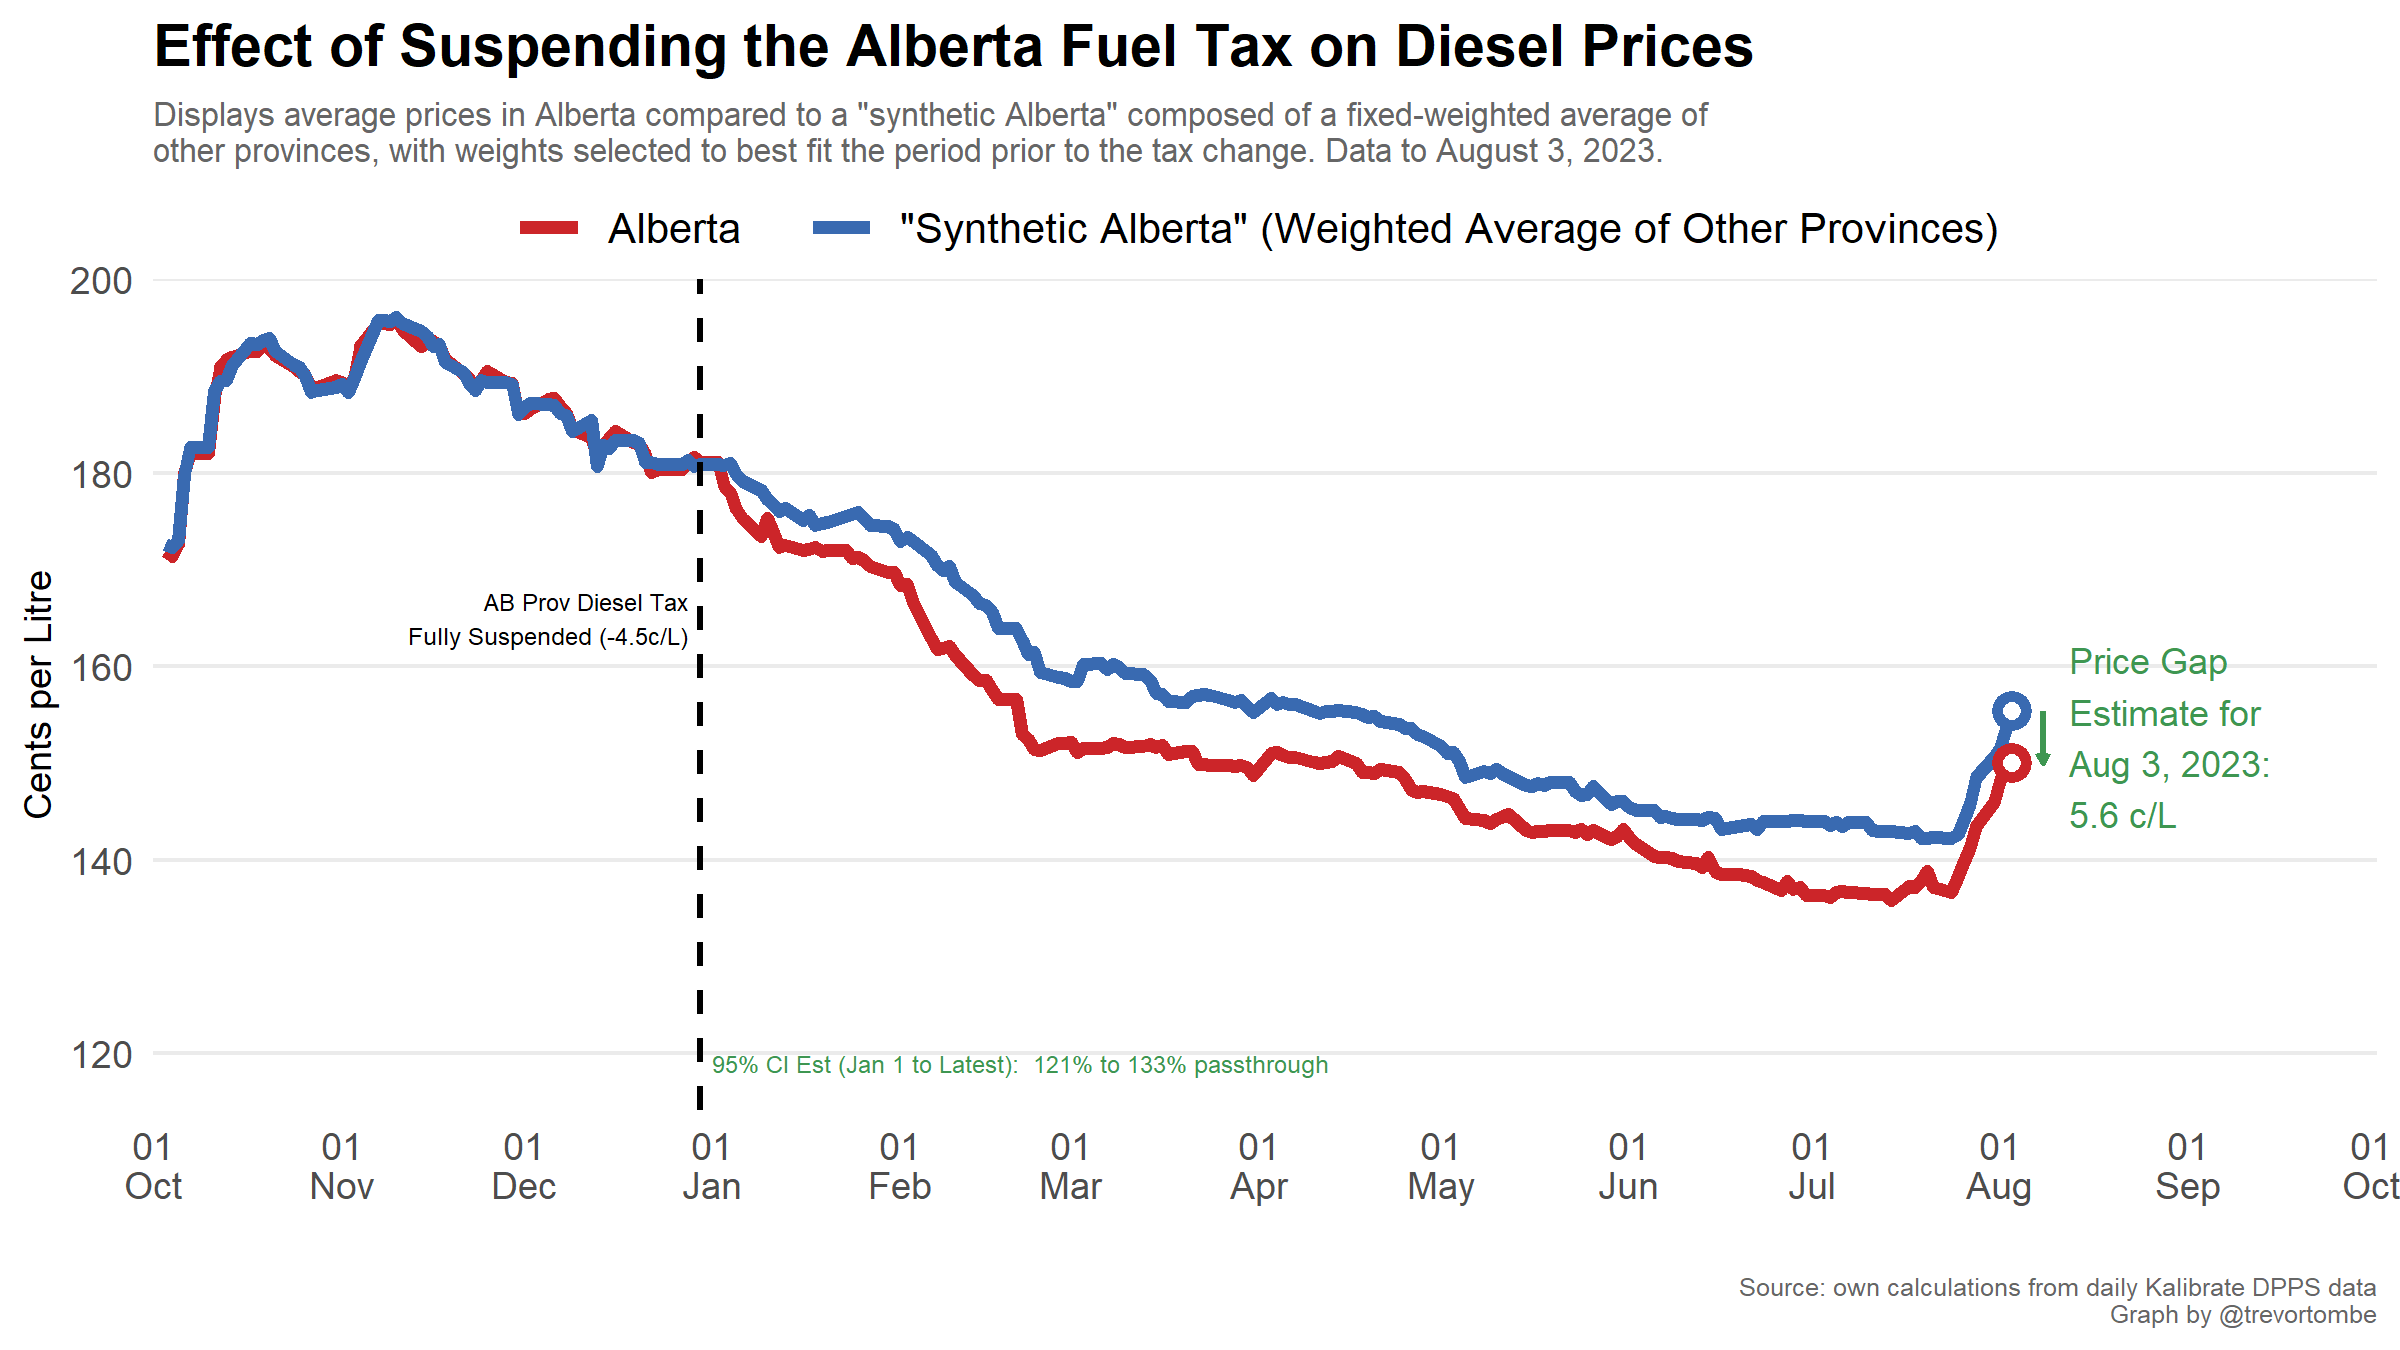 Effect of Suspending the Alberta Fuel Tax on Diesel Prices
Displays average prices in Alberta compared to a "synthetic Alberta" composed of a fixed-weighted average of
other provinces, with weights selected to best fit the period prior to the tax change. Data to August 3, 2023.
Alberta
"Synthetic Alberta" (Weighted Average of Other Provinces)
Cents per Litre
200
180
160
140
120
AB Prov Diesel Tax
Fully Suspended (-4.5c/L)
Price Gap
Estimate for
Aug 3, 2023:
5.6 c/L
95% CI Est (Jan 1 to Latest):  121% to 133% passthrough
01 01 01 01 01 01 01 01 01 01 01 01 01
Oct Nov Dec Jan Feb Mar Apr May Jun Jul Aug Sep Oct
Source: own calculations from daily Kalibrate DPPS data
Graph by @trevortombe